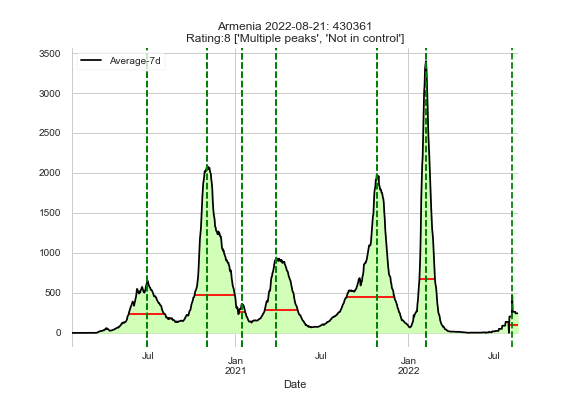 Armenia 2022-08-21: 430361
Rating:8 ['Multiple peaks', 'Not in control']
Average-7d
3500
3000
2500
2000
1500
1000
500
0
Jul
Jan
2021
Jul
Jan
2022
Jul
Date